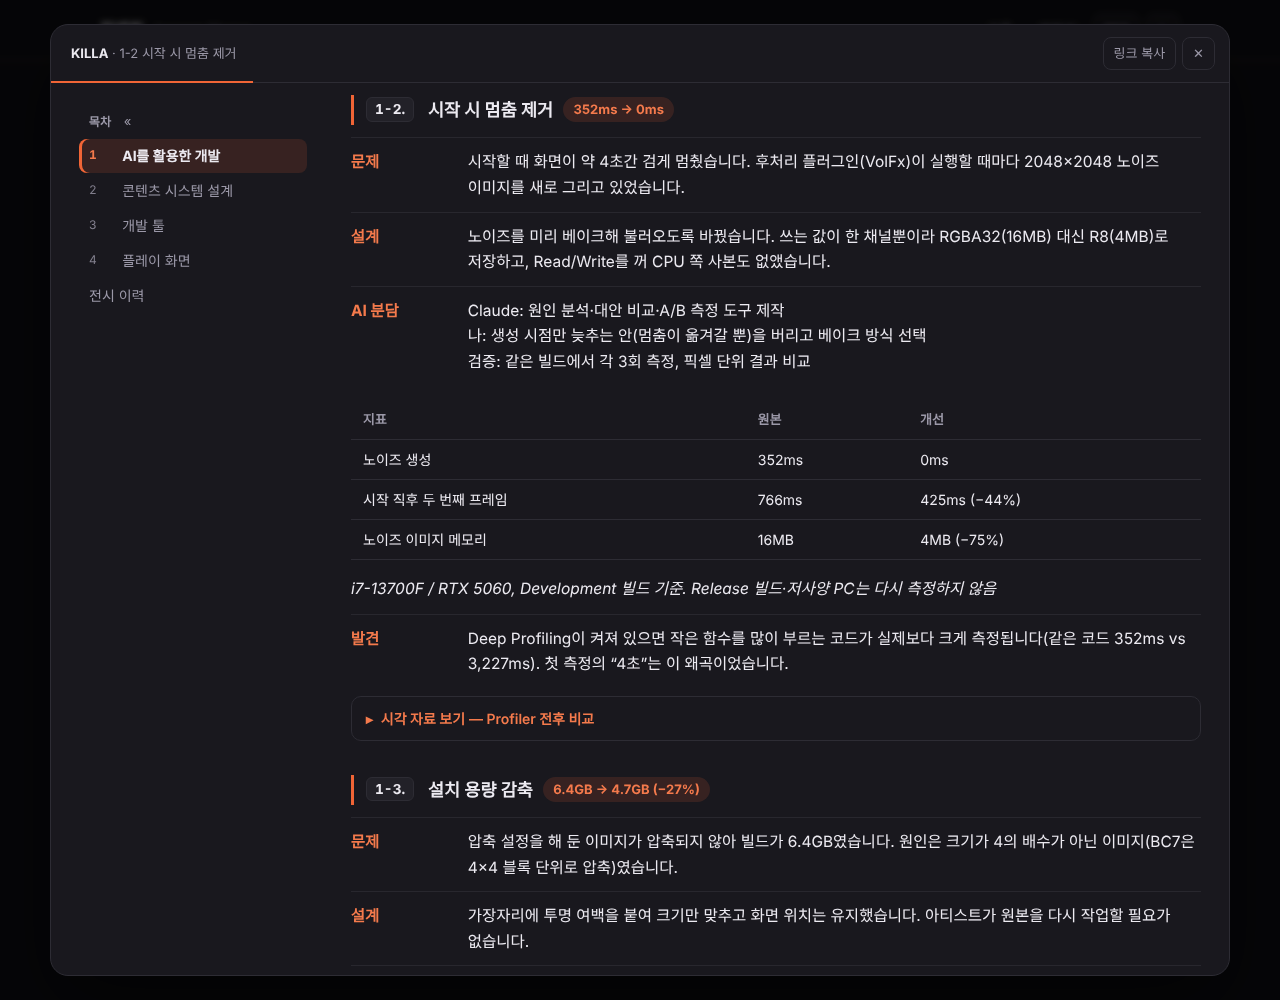 KILLA · 1-2 시작 시 멈춤 제거
링크 복사 ×
목차 «
1 AI를 활용한 개발
2 콘텐츠 시스템 설계
3 개발 툴
4 플레이 화면
전시 이력
1-2. 시작 시 멈춤 제거 352ms → 0ms
문제 시작할 때 화면이 약 4초간 검게 멈췄습니다. 후처리 플러그인(VolFx)이 실행할 때마다 2048×2048 노이즈
이미지를 새로 그리고 있었습니다.
설계 노이즈를 미리 베이크해 불러오도록 바꿨습니다. 쓰는 값이 한 채널뿐이라 RGBA32(16MB) 대신 R8(4MB)로
저장하고, Read/Write를 꺼 CPU 쪽 사본도 없앴습니다.
AI 분담 Claude: 원인 분석·대안 비교·A/B 측정 도구 제작
나: 생성 시점만 늦추는 안(멈춤이 옮겨갈 뿐)을 버리고 베이크 방식 선택
검증: 같은 빌드에서 각 3회 측정, 픽셀 단위 결과 비교
지표 원본 개선
노이즈 생성 352ms 0ms
시작 직후 두 번째 프레임 766ms 425ms (−44%)
노이즈 이미지 메모리 16MB 4MB (−75%)
i7-13700F / RTX 5060, Development 빌드 기준. Release 빌드·저사양 PC는 다시 측정하지 않음
발견 Deep Profiling이 켜져 있으면 작은 함수를 많이 부르는 코드가 실제보다 크게 측정됩니다(같은 코드 352ms vs
3,227ms). 첫 측정의 “4초”는 이 왜곡이었습니다.
▸ 시각 자료 보기 — Profiler 전후 비교
1-3. 설치 용량 감축 6.4GB → 4.7GB (−27%)
문제 압축 설정을 해 둔 이미지가 압축되지 않아 빌드가 6.4GB였습니다. 원인은 크기가 4의 배수가 아닌 이미지(BC7은
4×4 블록 단위로 압축)였습니다.
설계 가장자리에 투명 여백을 붙여 크기만 맞추고 화면 위치는 유지했습니다. 아티스트가 원본을 다시 작업할 필요가
없습니다.